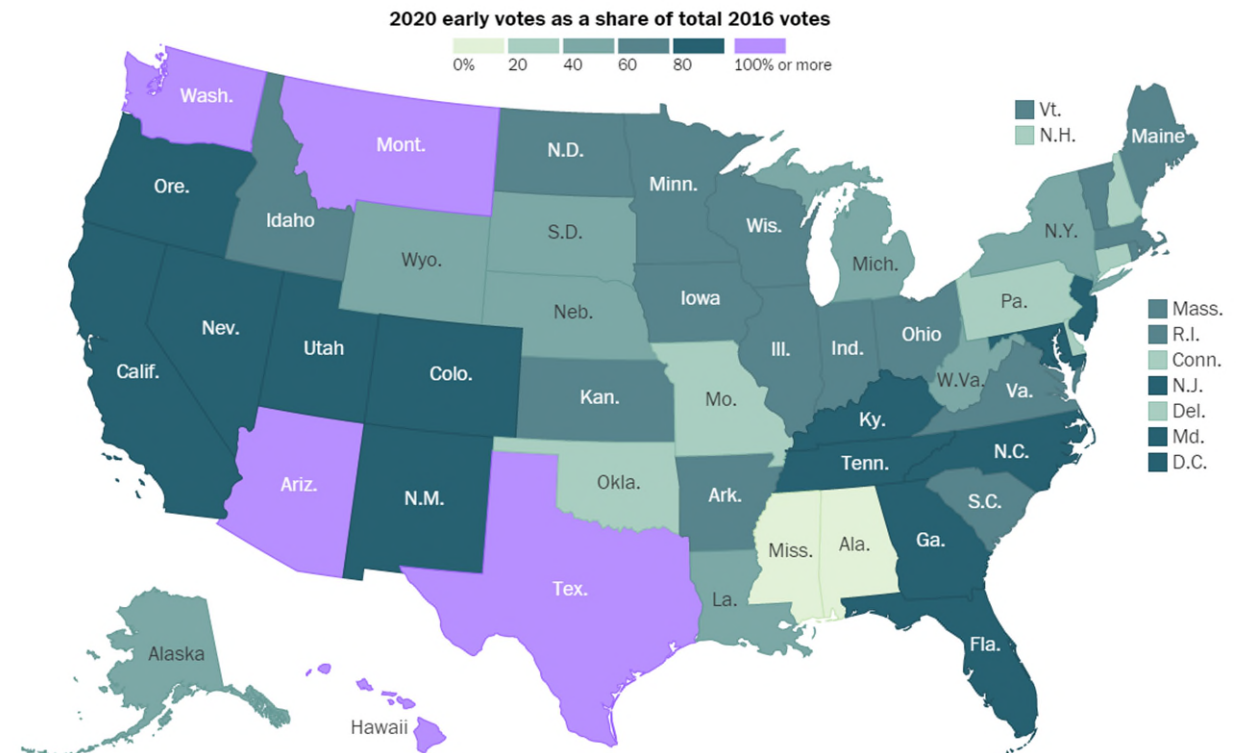 2020 early votes as a share of total 2016 votes
0% 20 40 60 80 100% or more
Wash.
Mont.
N.D.
Minn.
Ore.
Idaho
Wyo.
S.D.
Wis.
Mich.
N.Y.
Vt.
N.H.
Maine
Neb.
Iowa
Pa.
Mass.
R.I.
Conn.
N.J.
Del.
Md.
D.C.
Calif.
Nev.
Utah
Colo.
Kan.
Mo.
Ill.
Ind.
Ohio
W.Va.
Va.
Ky.
Tenn.
N.C.
Ariz.
N.M.
Okla.
Ark.
S.C.
Miss.
Ala.
Ga.
Tex.
La.
Fla.
Alaska
Hawaii